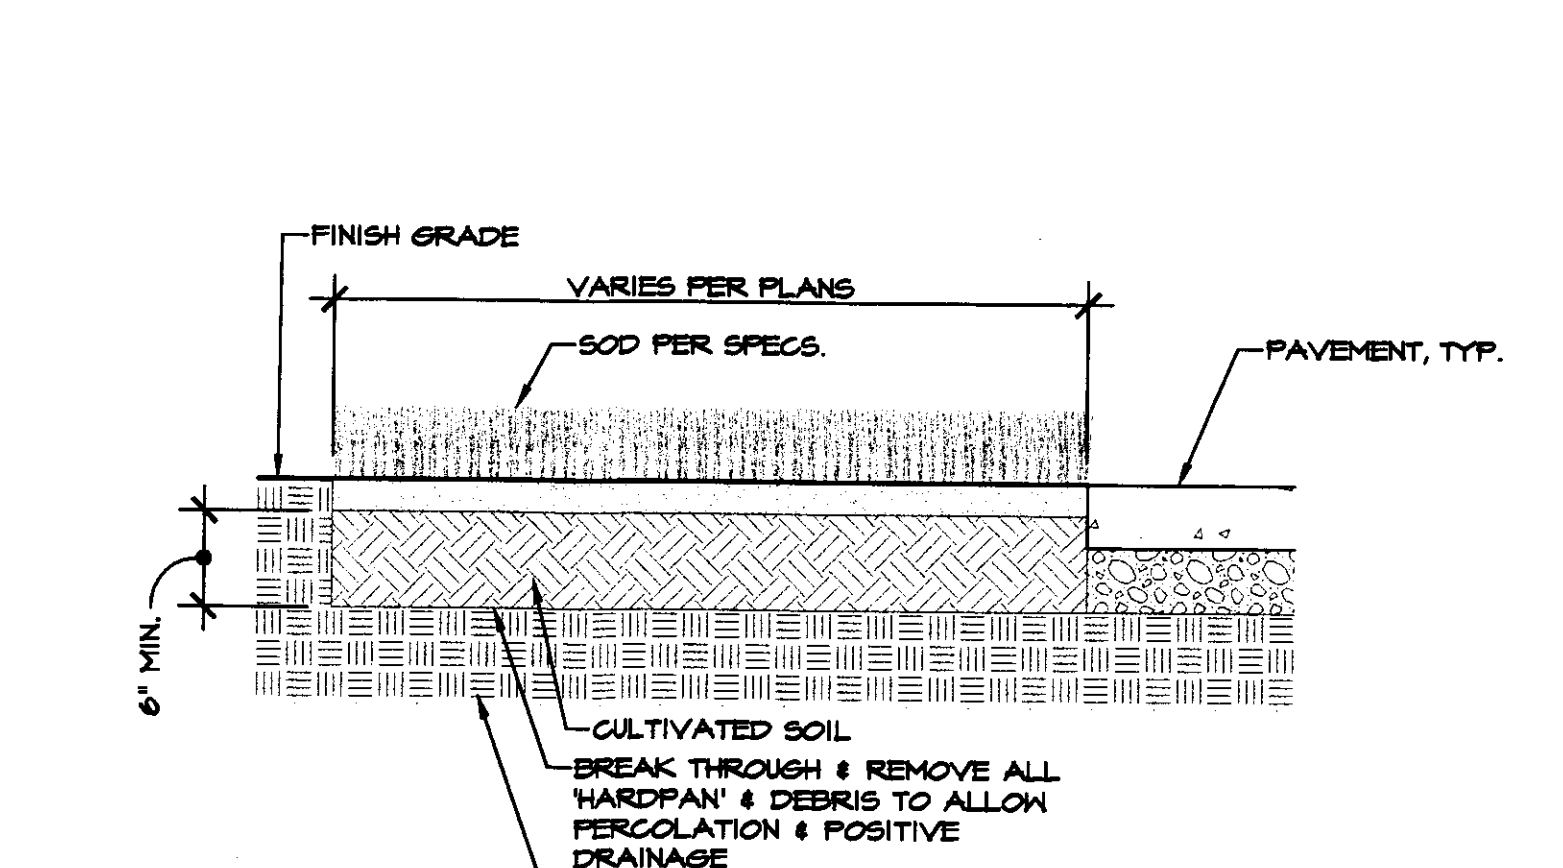 FINISH GRADE
VARIES PER PLANS
SOD PER SPECS.
PAVEMENT, TYP.
6" MIN.
CULTIVATED SOIL
BREAK THROUGH & REMOVE ALL
'HARDPAN' & DEBRIS TO ALLOW
PERCOLATION & POSITIVE
DRAINAGE